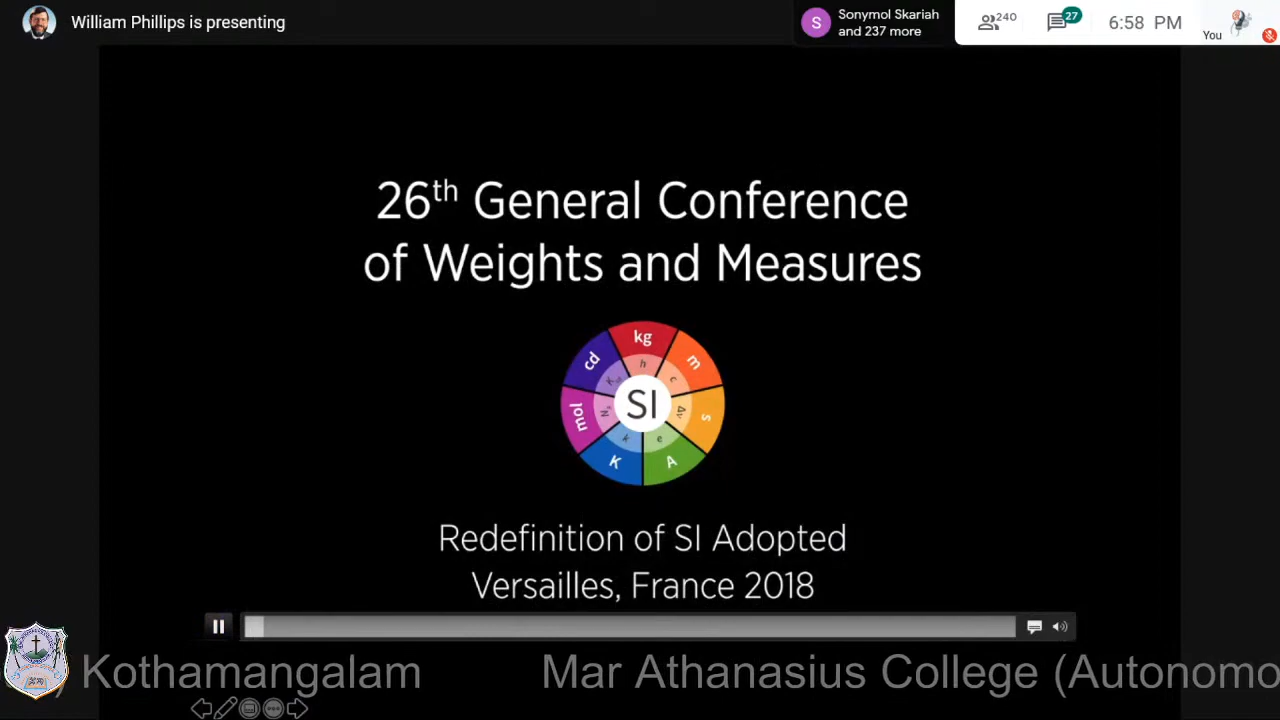 William Phillips is presenting
S
Sonymol Skariah
and 237 more
240
27
6:58 PM
You
26th General Conference
of Weights and Measures
kg
m
s
A
K
mol
cd
h
c
Δν
e
k
SI
Redefinition of SI Adopted
Versailles, France 2018
) Kothamangalam Mar Athanasius College (Autonomo